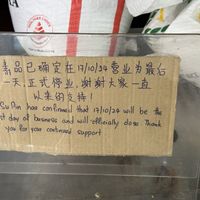 素品已确定在17/10/24营业为最后
一天,正式停业,谢谢大家一直
以来的支持!
Su Pin has confirmed that 17/10/24 will be the
st day of business and will officially close. Thank
you for your continued support